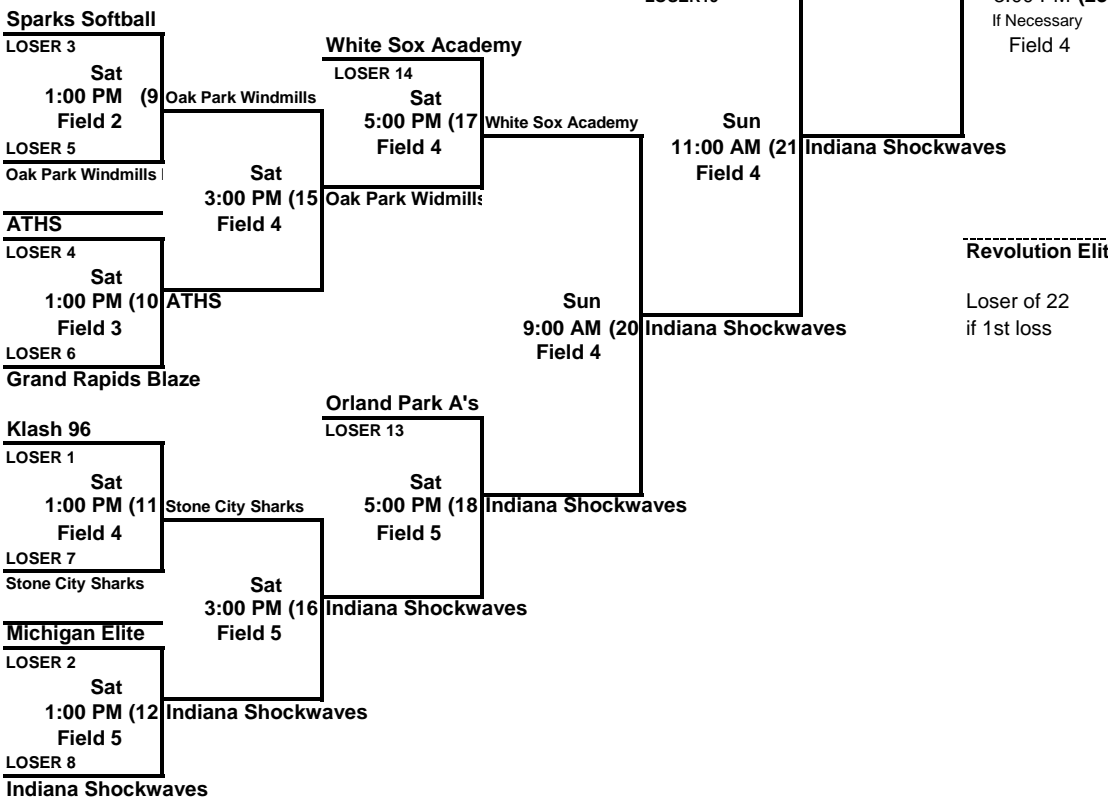 Sparks Softball
LOSER 3
Sat
1:00 PM (9
Field 2
LOSER 5
Oak Park Windmills
ATHS
LOSER 4
Sat
1:00 PM (10
Field 3
LOSER 6
Grand Rapids Blaze
Klash 96
LOSER 1
Sat
1:00 PM (11
Field 4
LOSER 7
Stone City Sharks
Michigan Elite
LOSER 2
Sat
1:00 PM (12
Field 5
LOSER 8
Indiana Shockwaves
Oak Park Windmills
Sat
3:00 PM (15
Field 4
ATHS
Stone City Sharks
Sat
3:00 PM (16
Field 5
Indiana Shockwaves
White Sox Academy
LOSER 14
Sat
5:00 PM (17
Field 4
Oak Park Widmills
Orland Park A's
LOSER 13
Sat
5:00 PM (18
Field 5
Indiana Shockwaves
White Sox Academy
Sun
9:00 AM (20
Field 4
Indiana Shockwaves
Sun
11:00 AM (21
Field 4
Indiana Shockwaves
Indiana Shockwaves
If Necessary
Field 4
Revolution Elit
Loser of 22
if 1st loss